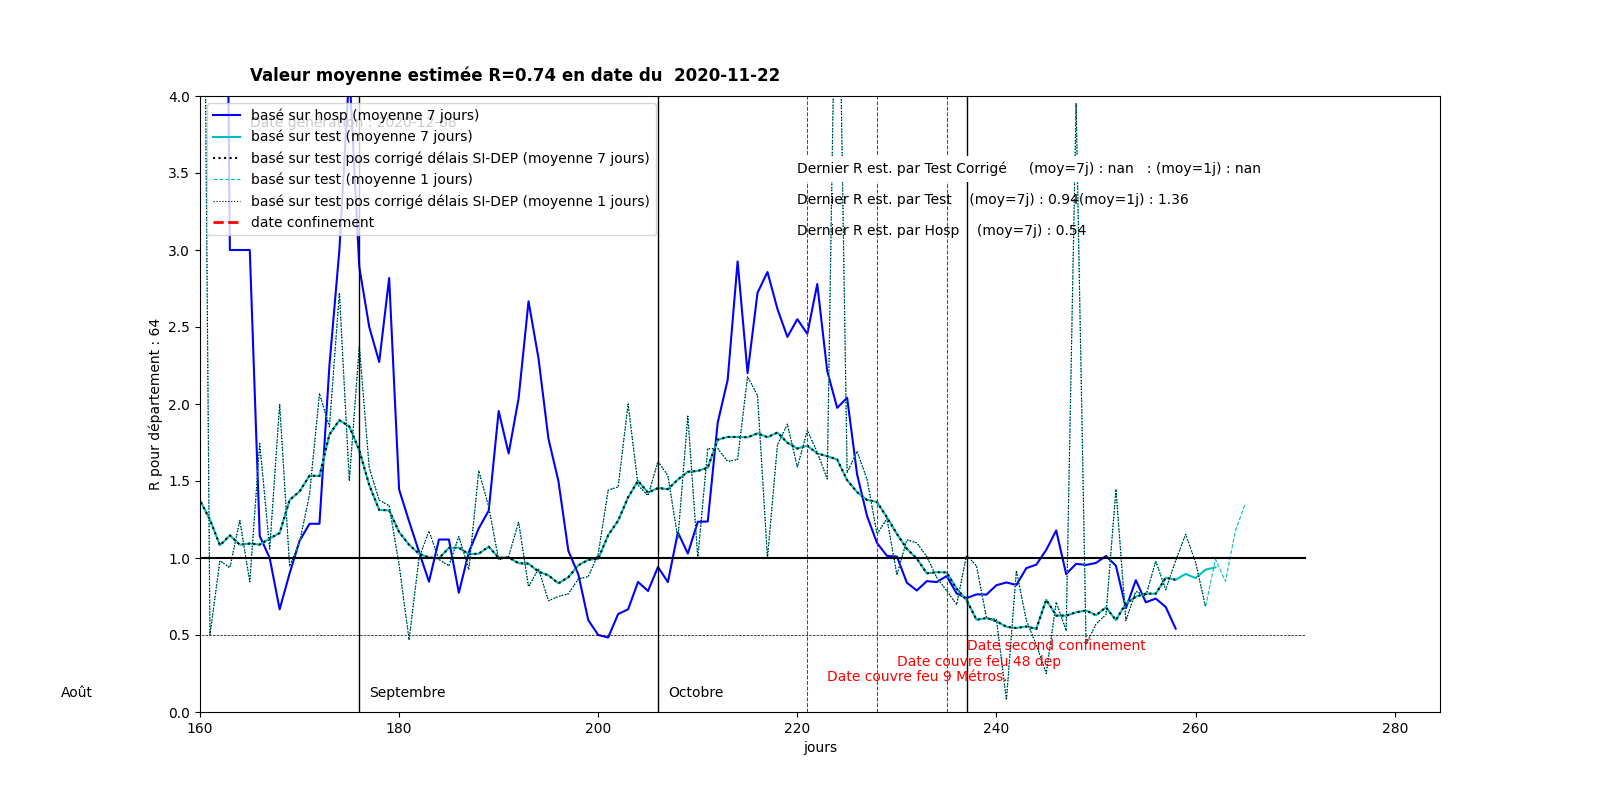 Valeur moyenne estimée R=0.74 en date du  2020-11-22
Date génération : 2020-12-08
basé sur hosp (moyenne 7 jours)
basé sur test (moyenne 7 jours)
basé sur test pos corrigé délais SI-DEP (moyenne 7 jours)
basé sur test (moyenne 1 jours)
basé sur test pos corrigé délais SI-DEP (moyenne 1 jours)
date confinement
Dernier R est. par Test Corrigé (moy=7j) : nan : (moy=1j) : nan
Dernier R est. par Test (moy=7j) : 0.94(moy=1j) : 1.36
Dernier R est. par Hosp (moy=7j) : 0.54
4.0
3.5
3.0
2.5
2.0
1.5
1.0
0.5
0.0
R pour département : 64
Date second confinement
Date couvre feu 48 dep
Date couvre feu 9 Métros
Août
Septembre
Octobre
160 180 200 220 240 260 280
jours